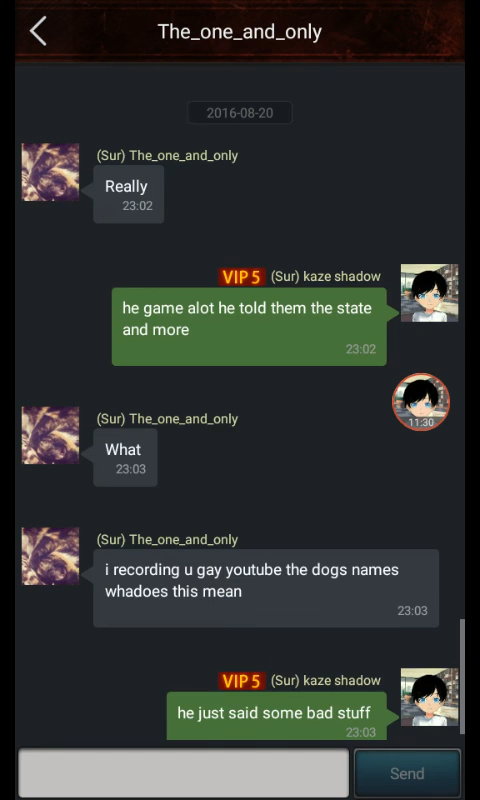 The_one_and_only
2016-08-20
(Sur) The_one_and_only
Really
23:02
VIP 5 (Sur) kaze shadow
he game alot he told them the state
and more
23:02
11:30
(Sur) The_one_and_only
What
23:03
(Sur) The_one_and_only
i recording u gay youtube the dogs names
whadoes this mean
23:03
VIP 5 (Sur) kaze shadow
he just said some bad stuff
23:03
Send